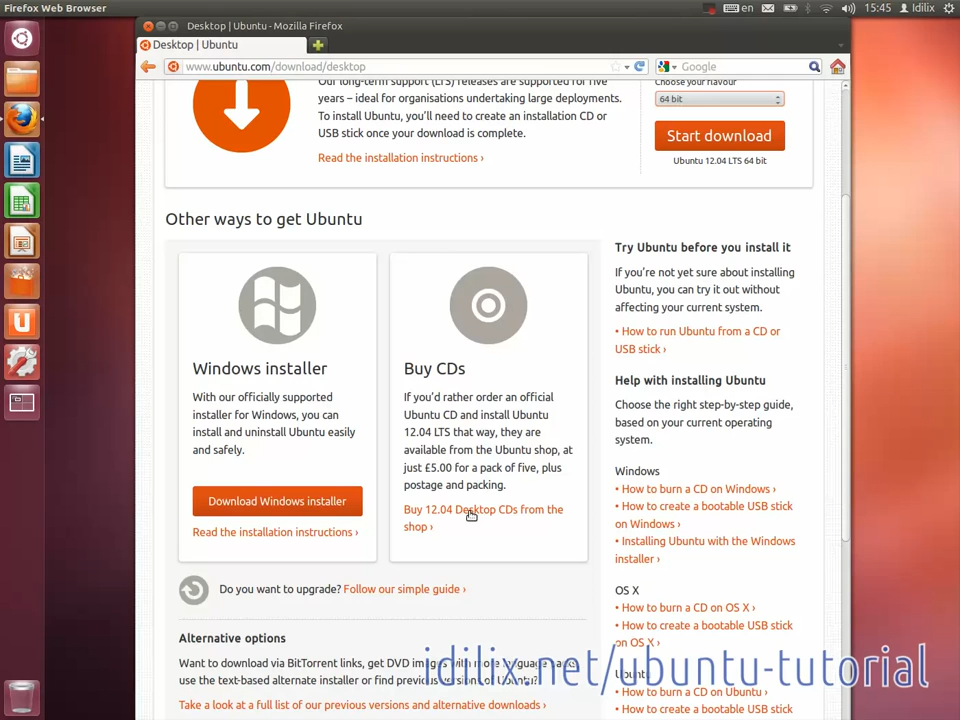 Firefox Web Browser
en
15:45
Idilix
Desktop | Ubuntu - Mozilla Firefox
Desktop | Ubuntu
www.ubuntu.com/download/desktop
Google
Our long-term support (LTS) releases are supported for five
years – ideal for organisations undertaking large deployments.
To install Ubuntu, you'll need to create an installation CD or
USB stick once your download is complete.
Read the installation instructions ›
Choose your flavour
64 bit
Start download
Ubuntu 12.04 LTS 64 bit
Other ways to get Ubuntu
Windows installer
With our officially supported
installer for Windows, you can
install and uninstall Ubuntu easily
and safely.
Download Windows installer
Read the installation instructions ›
Buy CDs
If you'd rather order an official
Ubuntu CD and install Ubuntu
12.04 LTS that way, they are
available from the Ubuntu shop, at
just £5.00 for a pack of five, plus
postage and packing.
Buy 12.04 Desktop CDs from the
shop ›
Do you want to upgrade? Follow our simple guide ›
Alternative options
Want to download via BitTorrent links, get DVD images with more language packs,
use the text-based alternate installer or find previous versions of Ubuntu?
Take a look at a full list of our previous versions and alternative downloads ›
Try Ubuntu before you install it
If you're not yet sure about installing
Ubuntu, you can try it out without
affecting your current system.
• How to run Ubuntu from a CD or
USB stick ›
Help with installing Ubuntu
Choose the right step-by-step guide,
based on your current operating
system.
Windows
• How to burn a CD on Windows ›
• How to create a bootable USB stick
on Windows ›
• Installing Ubuntu with the Windows
installer ›
OS X
• How to burn a CD on OS X ›
• How to create a bootable USB stick
on OS X ›
Ubuntu
• How to burn a CD on Ubuntu ›
• How to create a bootable USB stick
idilix.net/ubuntu-tutorial